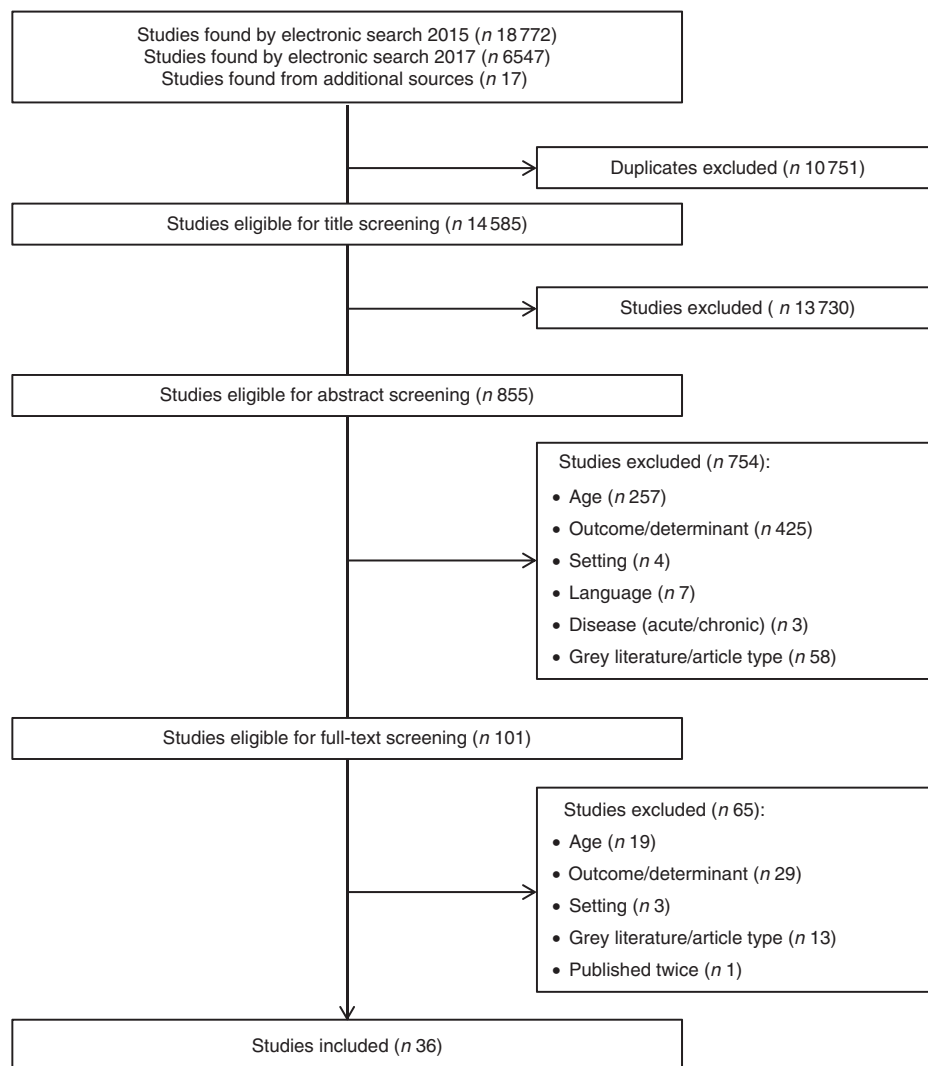 Studies found by electronic search 2015 (n 18 772)
Studies found by electronic search 2017 (n 6547)
Studies found from additional sources (n 17)
Duplicates excluded (n 10 751)
Studies eligible for title screening (n 14 585)
Studies excluded ( n 13 730)
Studies eligible for abstract screening (n 855)
Studies excluded (n 754):
• Age (n 257)
• Outcome/determinant (n 425)
• Setting (n 4)
• Language (n 7)
• Disease (acute/chronic) (n 3)
• Grey literature/article type (n 58)
Studies eligible for full-text screening (n 101)
Studies excluded (n 65):
• Age (n 19)
• Outcome/determinant (n 29)
• Setting (n 3)
• Grey literature/article type (n 13)
• Published twice (n 1)
Studies included (n 36)